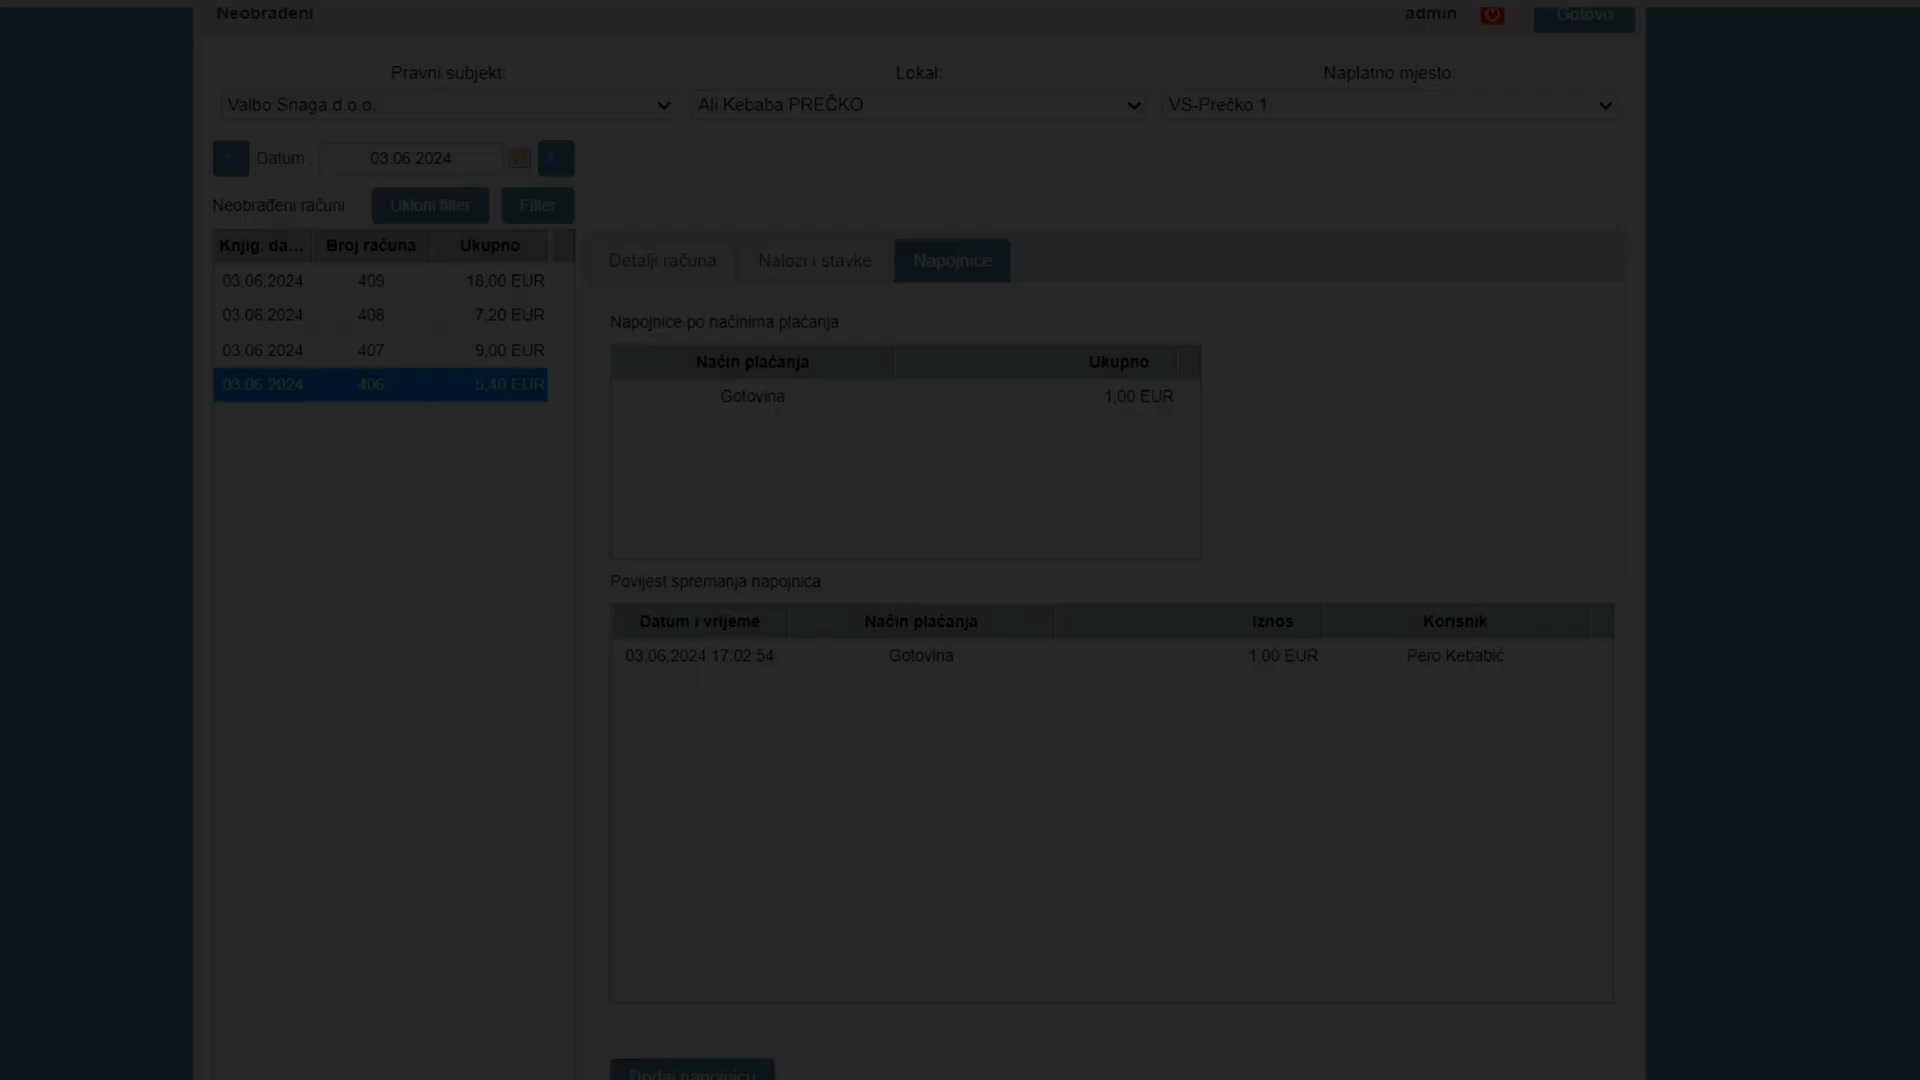 Neobrađeni admin Gotovo
Pravni subjekt: Lokal: Naplatno mjesto:
Valbo Snaga d.o.o. Ali Kebaba PREČKO VS-Prečko 1
Datum: 03.06.2024
Neobrađeni računi Ukloni filter Filter
Knjig. da... Broj računa Ukupno
03.06.2024 409 18,00 EUR
03.06.2024 408 7,20 EUR
03.06.2024 407 9,00 EUR
03.06.2024 406 5,40 EUR
Detalji računa Nalozi i stavke Napojnice
Napojnice po načinima plaćanja
Način plaćanja Ukupno
Gotovina 1,00 EUR
Povijest spremanja napojnica
Datum i vrijeme Način plaćanja Iznos Korisnik
03.06.2024 17:02:54 Gotovina 1,00 EUR Pero Kebabić
Dodaj napojnicu